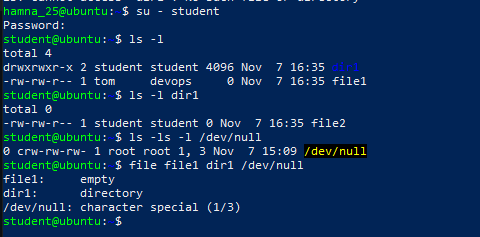 hamna_25@ubuntu:~$ su - student
Password:
student@ubuntu:~$ ls -l
total 4
drwxrwxr-x 2 student student 4096 Nov  7 16:35 dir1
-rw-rw-r-- 1 tom     devops     0 Nov  7 16:35 file1
student@ubuntu:~$ ls -l dir1
total 0
-rw-rw-r-- 1 student student 0 Nov  7 16:35 file2
student@ubuntu:~$ ls -ls -l /dev/null
0 crw-rw-rw- 1 root root 1, 3 Nov  7 15:09 /dev/null
student@ubuntu:~$ file file1 dir1 /dev/null
file1:     empty
dir1:      directory
/dev/null: character special (1/3)
student@ubuntu:~$